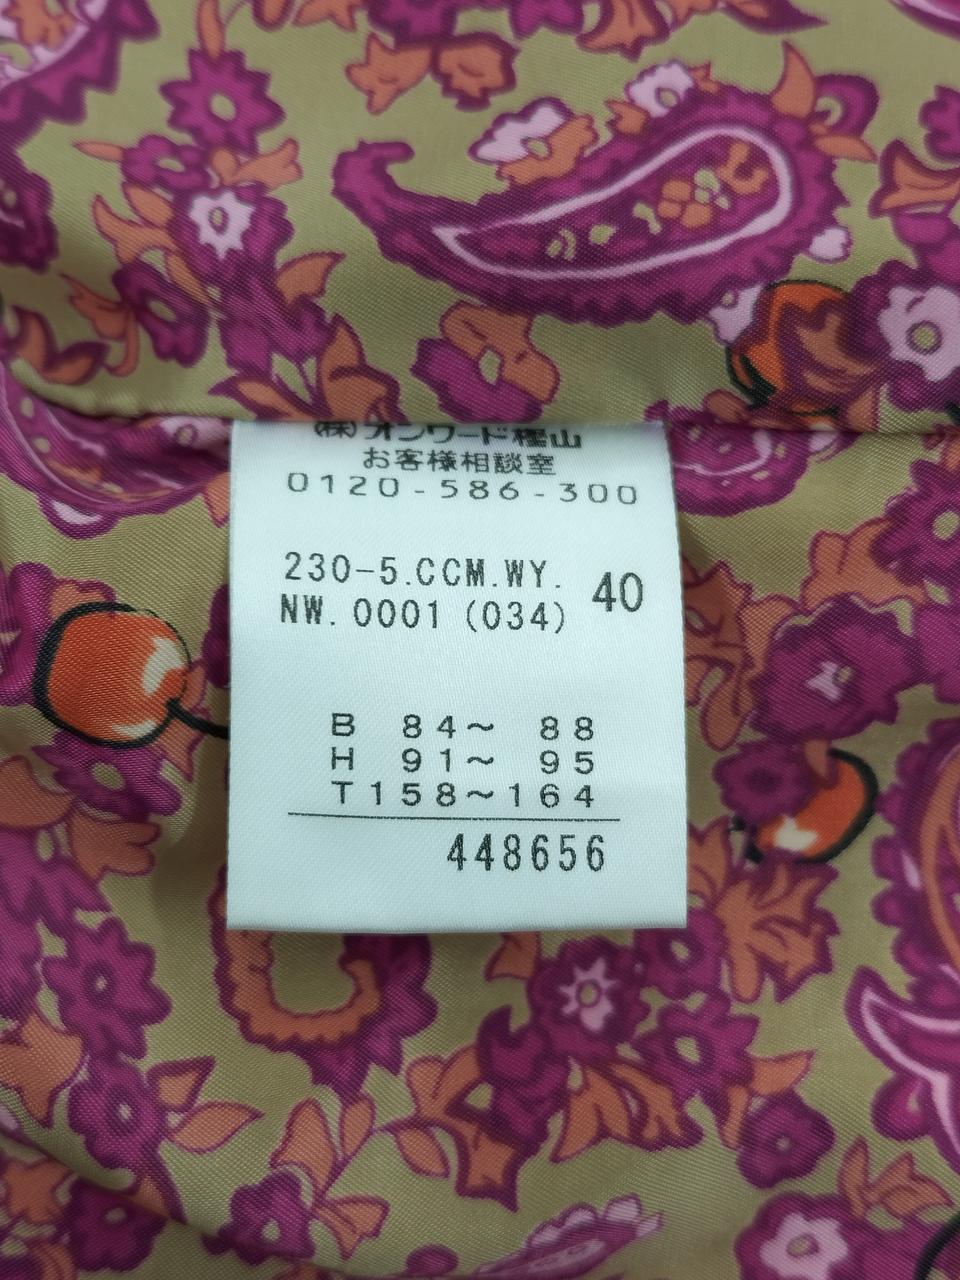 (株)オンワード樫山
お客様相談室
0120-586-300
230-5.CCM.WY. 40
NW.0001 (034)
B 84～ 88
H 91～ 95
T158～164
448656